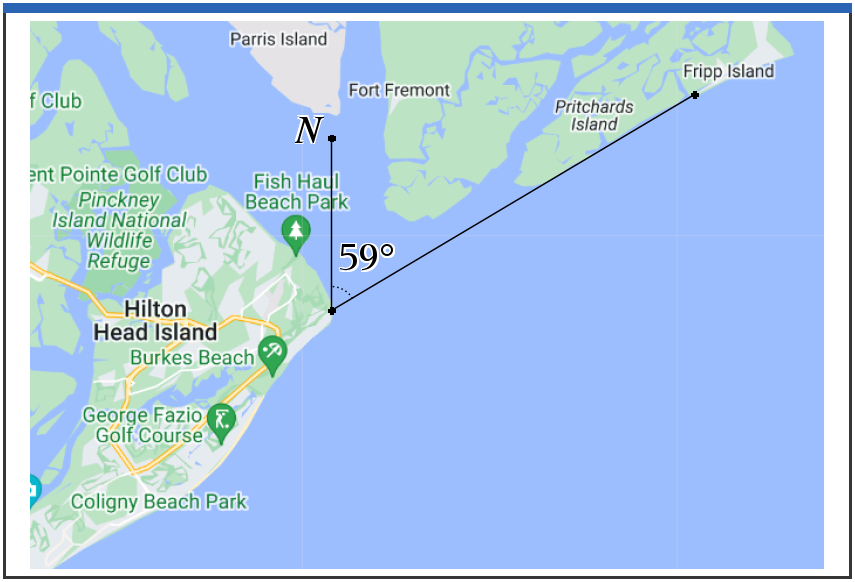 Parris Island
Fort Fremont
Fripp Island
f Club
Pritchards
Island
N
ent Pointe Golf Club
Fish Haul
Beach Park
Pinckney
Island National
Wildlife
Refuge
59°
Hilton
Head Island
Burkes Beach
George Fazio
Golf Course
Coligny Beach Park